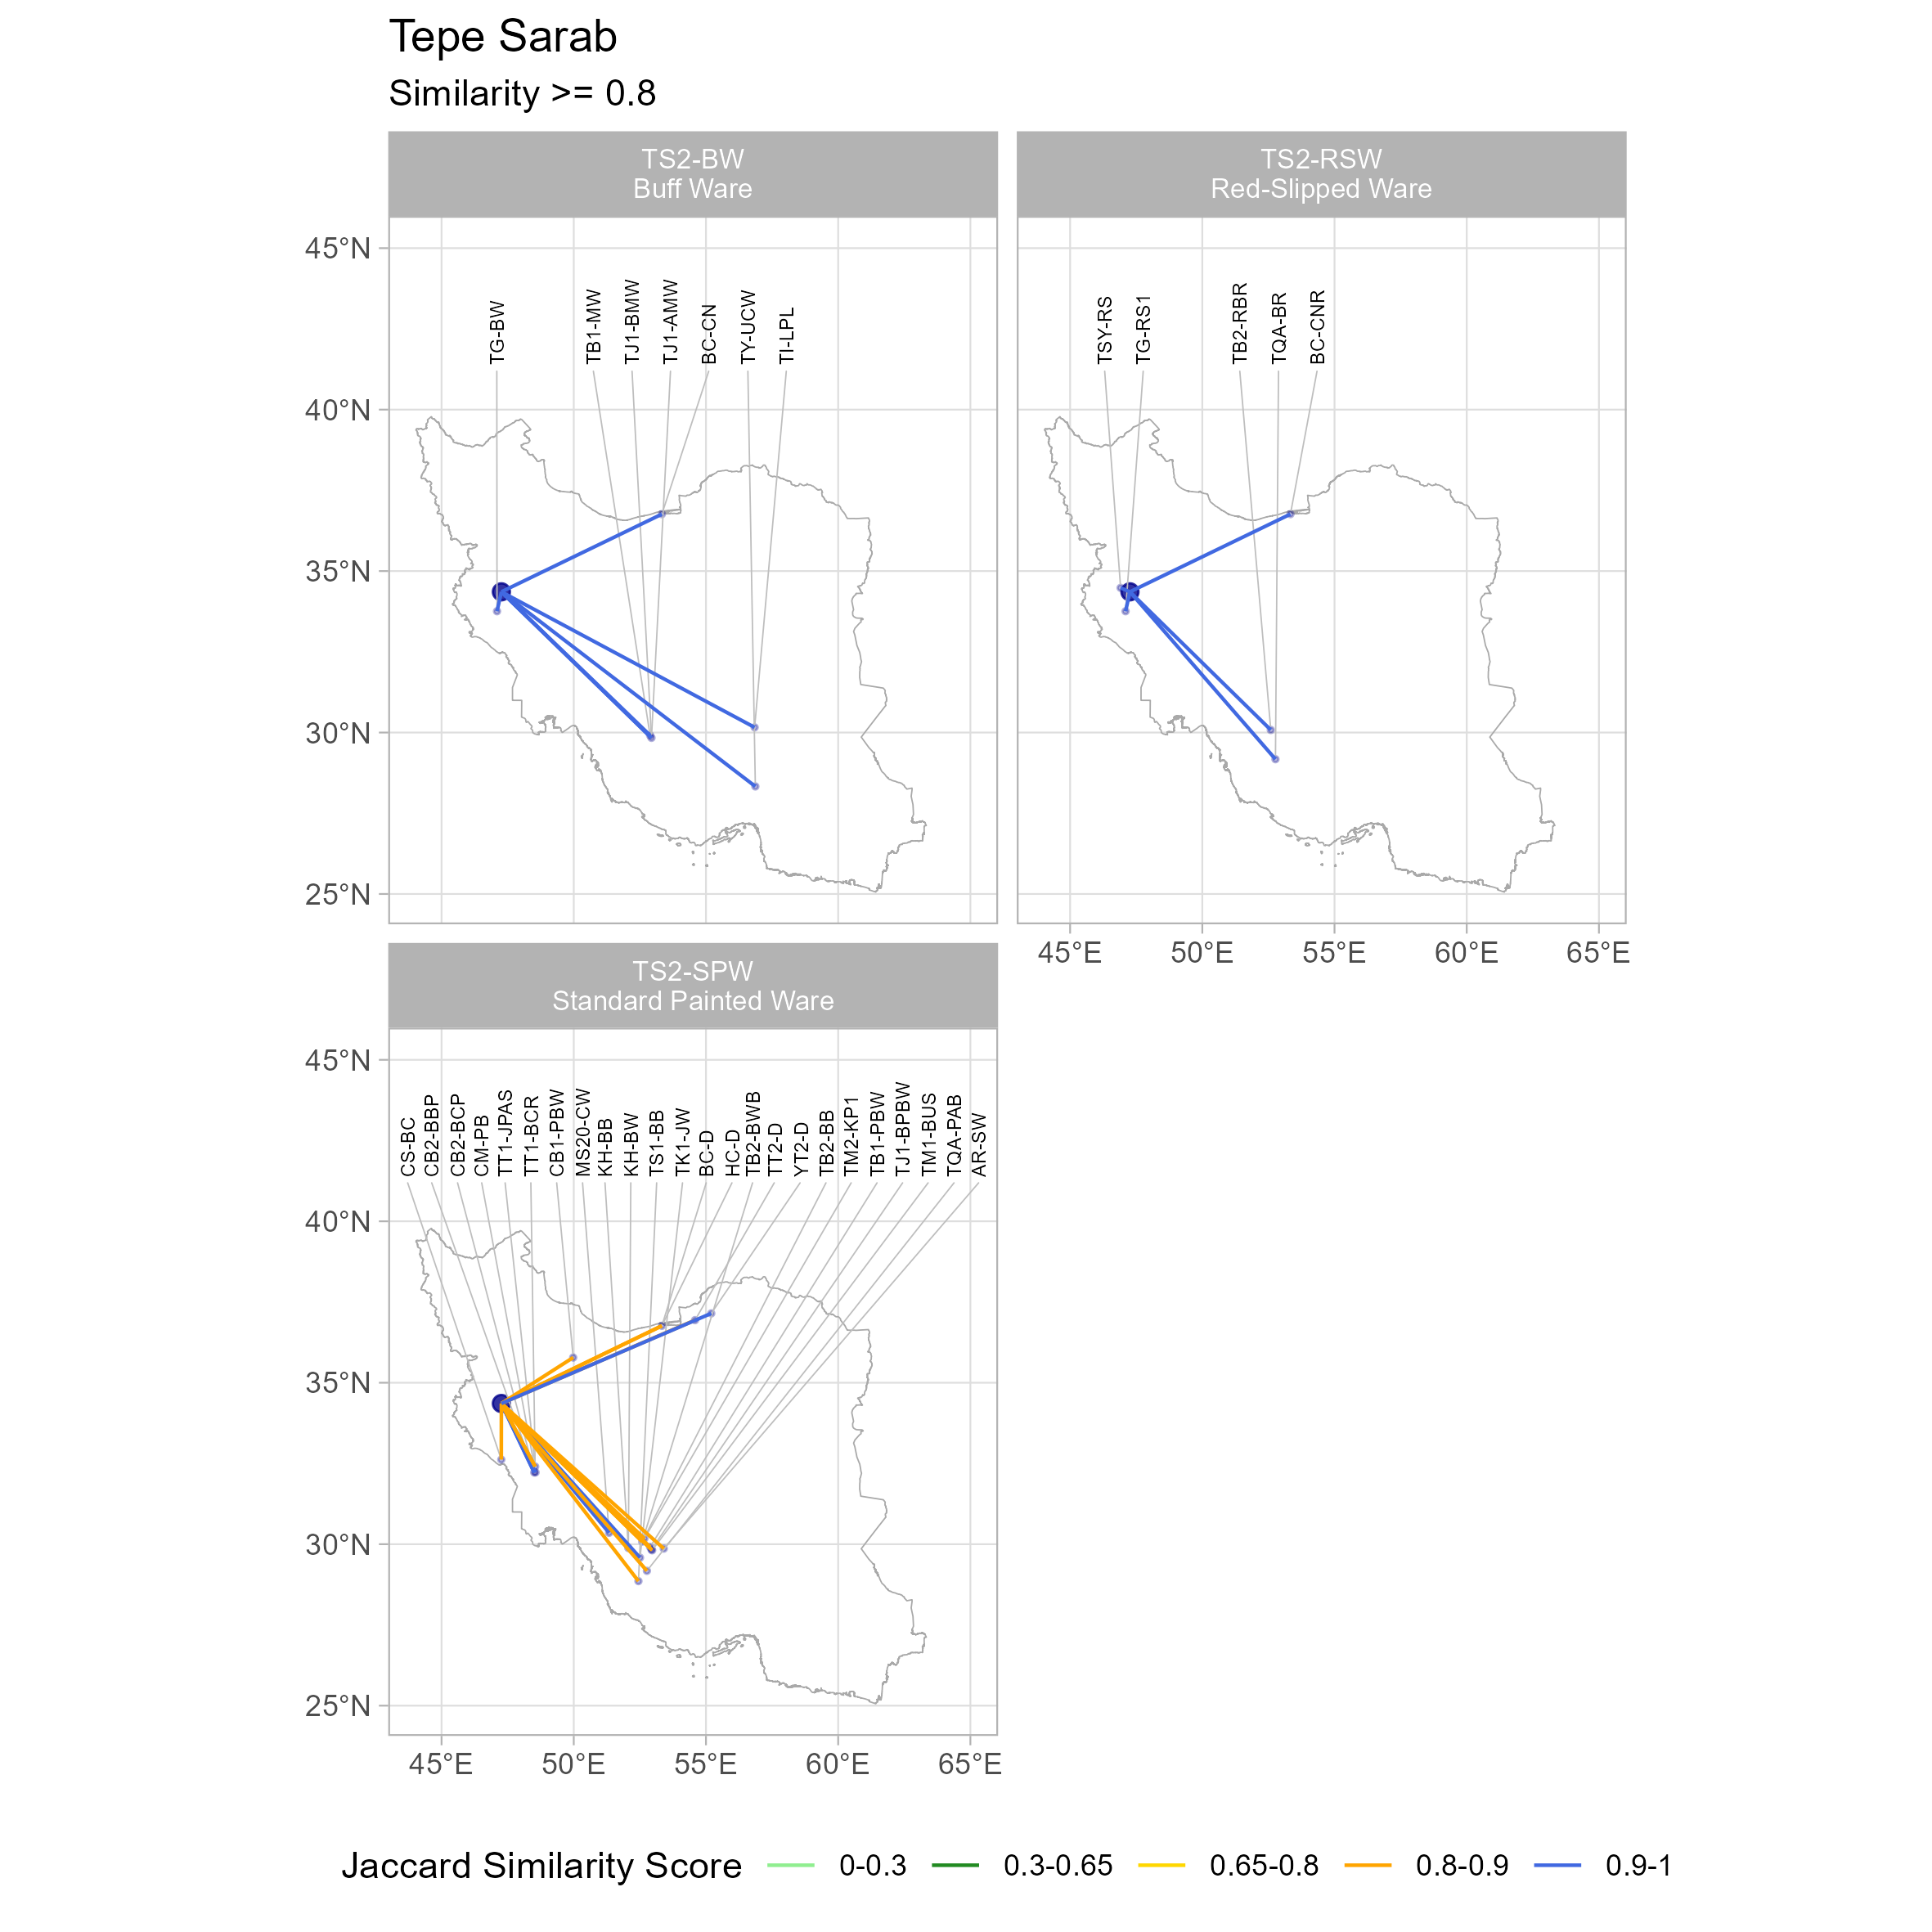 Tepe Sarab
Similarity >= 0.8
TS2-BW
Buff Ware
TS2-RSW
Red-Slipped Ware
45°N
40°N
35°N
30°N
25°N
TG-BW
TB1-MW
TJ1-BMW
TJ1-AMW
BC-CN
TY-UCW
TI-LPL
TSY-RS
TG-RS1
TB2-RBR
TQA-BR
BC-CNR
45°E
50°E
55°E
60°E
65°E
TS2-SPW
Standard Painted Ware
45°N
40°N
35°N
30°N
25°N
CS-BC
CB2-BBP
CB2-BCP
CM-PB
TT1-JPAS
TT1-BCR
CB1-PBW
MS20-CW
KH-BB
KH-BW
TS1-BB
TK1-JW
BC-D
HC-D
TB2-BWB
TT2-D
YT2-D
TB2-BB
TM2-KP1
TB1-PBW
TJ1-BPBW
TM1-BUS
TQA-PAB
AR-SW
45°E
50°E
55°E
60°E
65°E
Jaccard Similarity Score
0-0.3
0.3-0.65
0.65-0.8
0.8-0.9
0.9-1